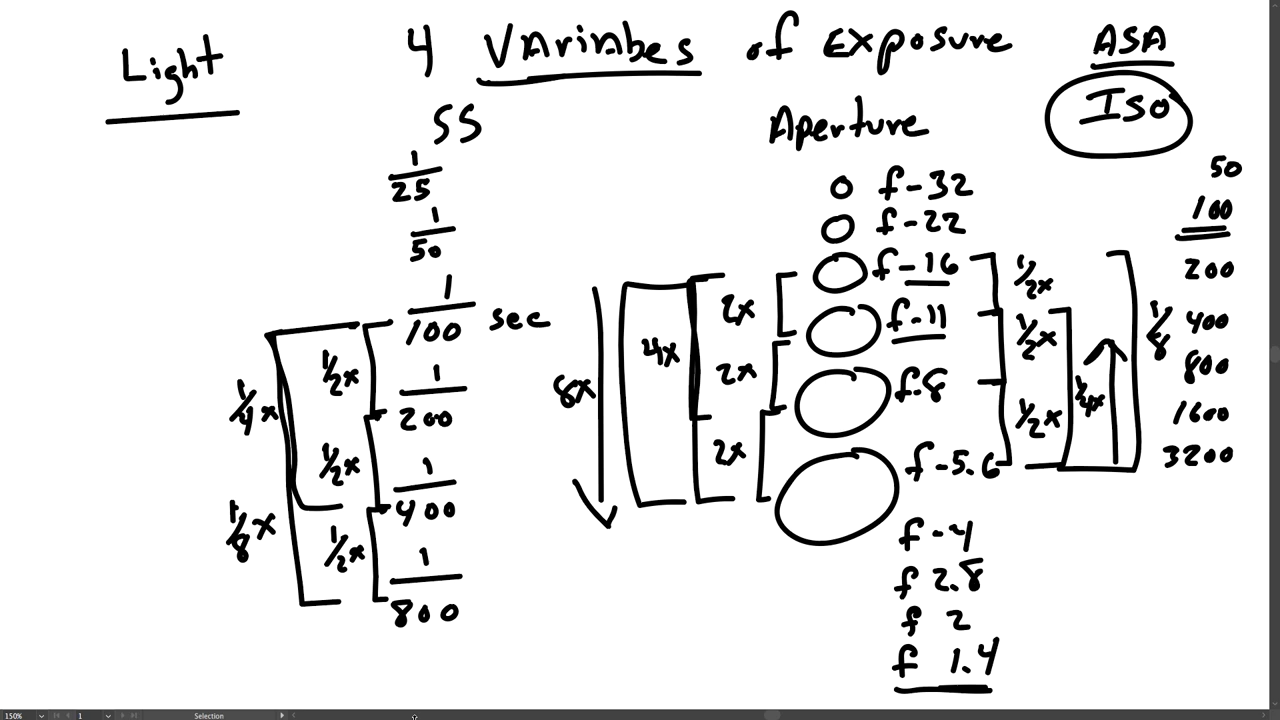 Light
4 Variabes of Exposure
ASA
ISO
SS
1/25
1/50
1/100 sec
1/200
1/400
1/800
1/2x
1/2x
1/2x
1/4x
1/8x
Aperture
f-32
f-22
f-16
f-11
f.8
f-5.6
f-4
f 2.8
f 2
f 1.4
2x
2x
2x
4x
8x
1/2x
1/2x
1/2x
1/4x
1/8
50
100
200
400
800
1600
3200
150%
1
Selection